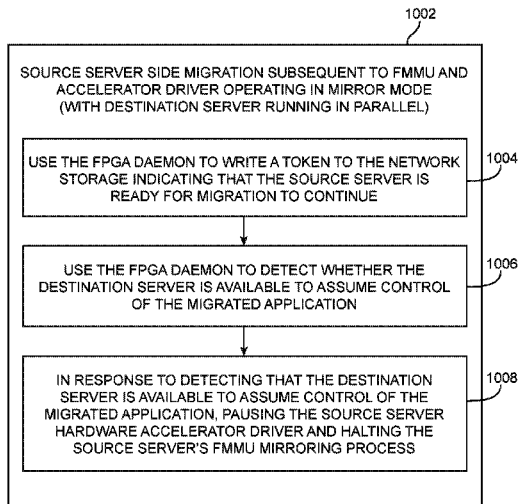 1002
SOURCE SERVER SIDE MIGRATION SUBSEQUENT TO FMMU AND
ACCELERATOR DRIVER OPERATING IN MIRROR MODE
(WITH DESTINATION SERVER RUNNING IN PARALLEL)
USE THE FPGA DAEMON TO WRITE A TOKEN TO THE NETWORK
STORAGE INDICATING THAT THE SOURCE SERVER IS
READY FOR MIGRATION TO CONTINUE
1004
USE THE FPGA DAEMON TO DETECT WHETHER THE
DESTINATION SERVER IS AVAILABLE TO ASSUME CONTROL
OF THE MIGRATED APPLICATION
1006
IN RESPONSE TO DETECTING THAT THE DESTINATION
SERVER IS AVAILABLE TO ASSUME CONTROL OF THE
MIGRATED APPLICATION, PAUSING THE SOURCE SERVER
HARDWARE ACCELERATOR DRIVER AND HALTING THE
SOURCE SERVER'S FMMU MIRRORING PROCESS
1008